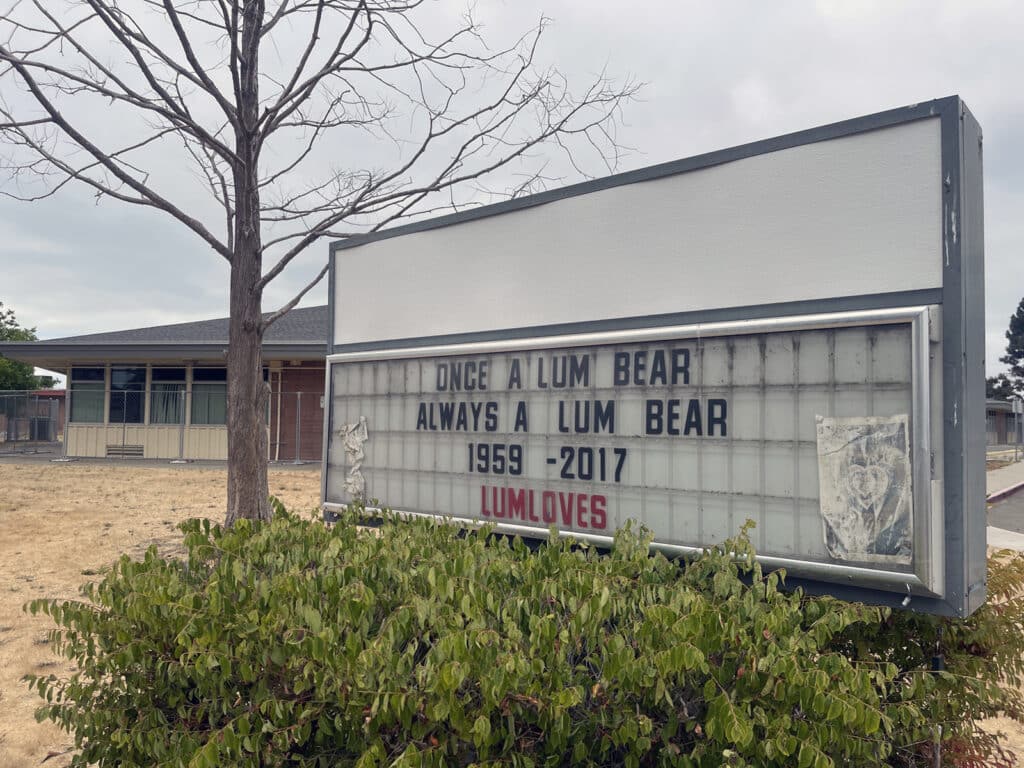 ONCE A LUM BEAR
ALWAYS A LUM BEAR
1959 -2017
LUMLOVES